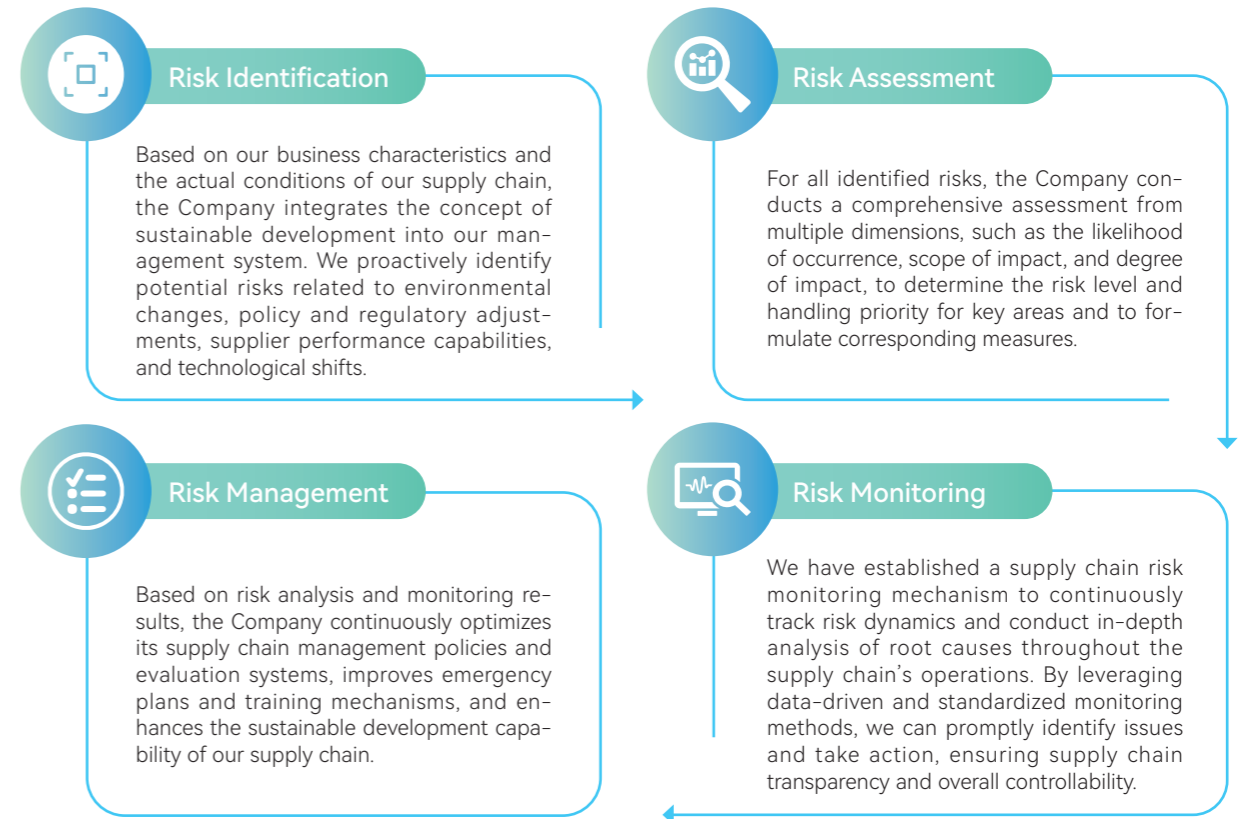 Risk Identification
Based on our business characteristics and
the actual conditions of our supply chain,
the Company integrates the concept of
sustainable development into our man-
agement system. We proactively identify
potential risks related to environmental
changes, policy and regulatory adjust-
ments, supplier performance capabilities,
and technological shifts.
Risk Assessment
For all identified risks, the Company con-
ducts a comprehensive assessment from
multiple dimensions, such as the likelihood
of occurrence, scope of impact, and degree
of impact, to determine the risk level and
handling priority for key areas and to for-
mulate corresponding measures.
Risk Management
Based on risk analysis and monitoring re-
sults, the Company continuously optimizes
its supply chain management policies and
evaluation systems, improves emergency
plans and training mechanisms, and en-
hances the sustainable development capa-
bility of our supply chain.
Risk Monitoring
We have established a supply chain risk
monitoring mechanism to continuously
track risk dynamics and conduct in-depth
analysis of root causes throughout the
supply chain's operations. By leveraging
data-driven and standardized monitoring
methods, we can promptly identify issues
and take action, ensuring supply chain
transparency and overall controllability.